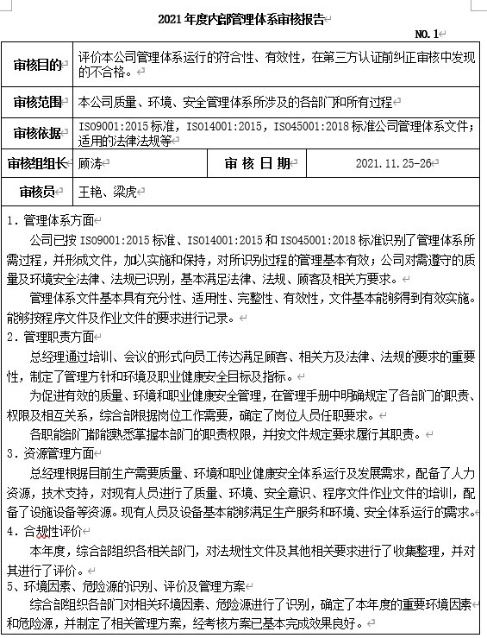 2021 年度内部管理体系审核报告
NO.1
审核目的 评价本公司管理体系运行的符合性、有效性，在第三方认证前纠正审核中发现
的不合格。
审核范围 本公司质量、环境、安全管理体系所涉及的各部门和所有过程
审核依据 ISO9001:2015 标准，ISO14001:2015，ISO45001:2018 标准公司管理体系文件；
适用的法律法规等
审核组组长 顾涛 审 核 日 期 2021.11.25-26
审核员 王艳、梁虎
1．管理体系方面
公司已按 ISO9001:2015 标准、ISO14001:2015 和 ISO45001:2018 标准识别了管理体系所
需过程，并形成文件，加以实施和保持，对所识别过程的管理基本有效；公司对需遵守的质
量及环境安全法律、法规已识别，基本满足法律、法规、顾客及相关方要求。
管理体系文件基本具有充分性、适用性、完整性、有效性，文件基本能够得到有效实施。
能够按程序文件及作业文件的要求进行记录。
2．管理职责方面
总经理通过培训、会议的形式向员工传达满足顾客、相关方及法律、法规的要求的重要
性，制定了管理方针和环境及职业健康安全目标及指标。
为促进有效的质量、环境和职业健康安全管理，在管理手册中明确规定了各部门的职责、
权限及相互关系，综合部根据岗位工作需要，确定了岗位人员任职要求。
各职能部门都能熟悉掌握本部门的职责权限，并按文件规定要求履行其职责。
3．资源管理方面
总经理根据目前生产需要质量、环境和职业健康安全体系运行及发展需求，配备了人力
资源，技术支持，对现有人员进行了质量、环境、安全意识、程序文件作业文件的培训，配
备了设施设备等资源。现有人员及设备基本能够满足生产服务和环境、安全体系运行的需求。
4．合规性评价
本年度，综合部组织各相关部门，对法规性文件及其他相关要求进行了收集整理，并对
其进行了评价。
5、环境因素、危险源的识别、评价及管理方案
综合部组织各部门对相关环境因素、危险源进行了识别，确定了本年度的重要环境因素
和危险源，并制定了相关管理方案，经考核方案已基本完成效果良好。